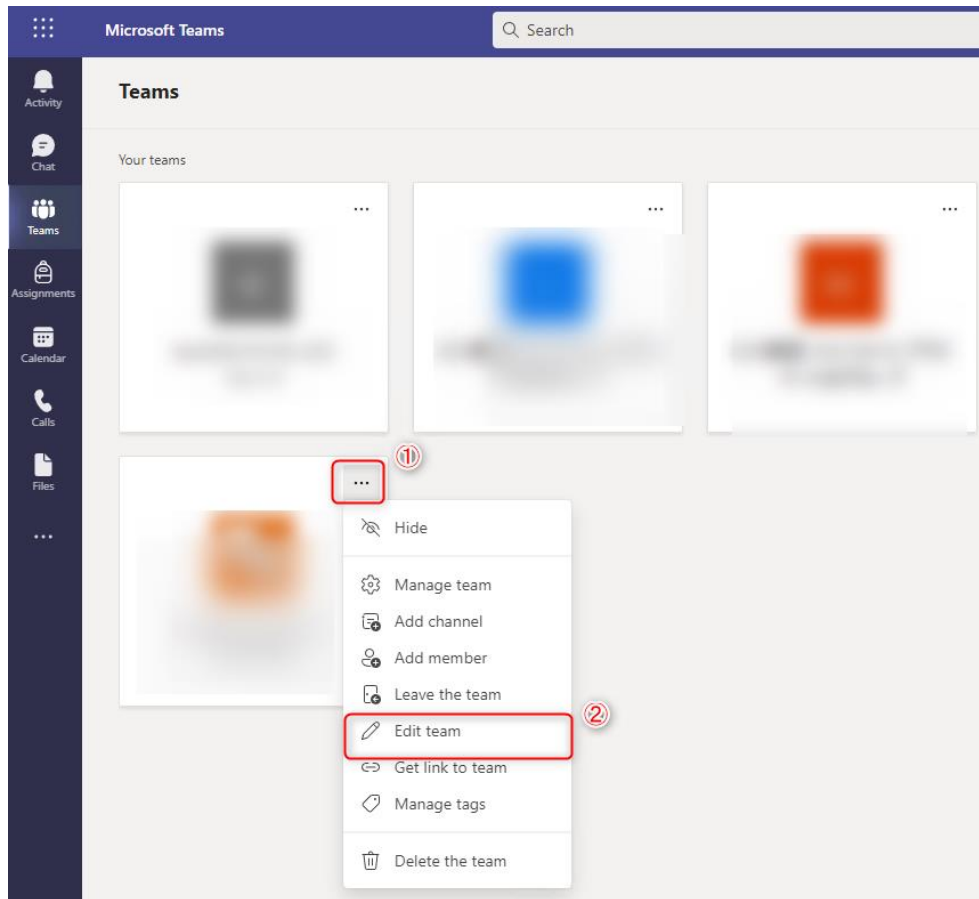 Microsoft Teams
Search
Activity
Chat
Teams
Assignments
Calendar
Calls
Files
Teams
Your teams
①
Hide
Manage team
Add channel
Add member
Leave the team
②
Edit team
Get link to team
Manage tags
Delete the team